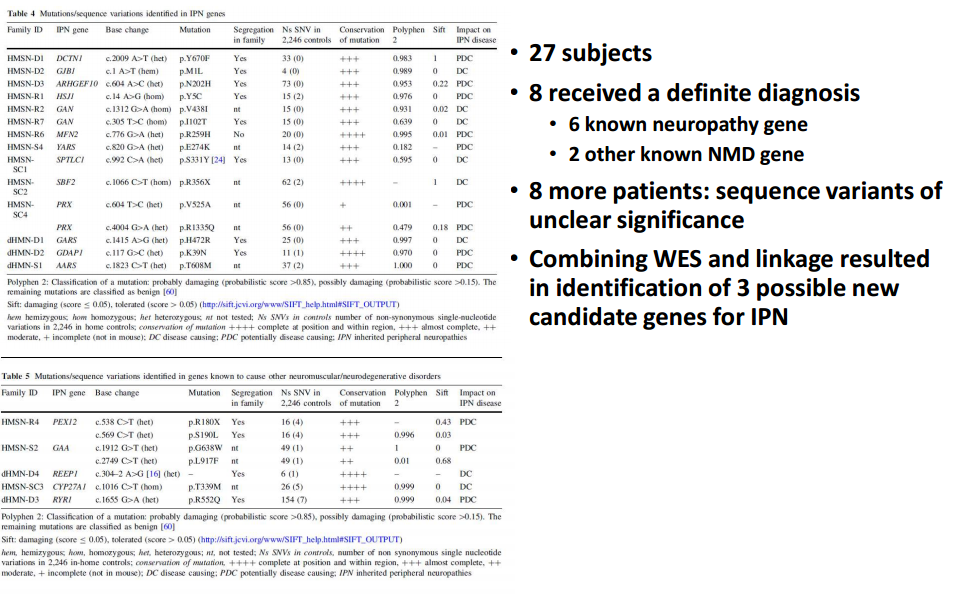 Table 4 Mutations/sequence variations identified in IPN genes
Family ID IPN gene Base change Mutation Segregation in family Ns SNV in 2,246 controls Conservation of mutation Polyphen 2 Sift Impact on IPN disease
HMSN-D1 DCTN1 c.2009 A>T (het) p.Y670F Yes 33 (0) +++ 0.983 1 PDC
HMSN-D2 GJB1 c.1 A>T (hem) p.M1L Yes 4 (0) +++ 0.989 0 DC
HMSN-D3 ARHGEF10 c.604 A>C (het) p.N202H Yes 73 (0) +++ 0.953 0.22 PDC
HMSN-R1 HSJ1 c.14 A>G (hom) p.Y5C Yes 15 (2) +++ 0.976 0 PDC
HMSN-R2 GAN c.1312 G>A (hom) p.V438I nt 15 (0) +++ 0.931 0.02 DC
HMSN-R7 GAN c.305 T>C (hom) p.I102T Yes 15 (0) +++ 0.639 0 DC
HMSN-R6 MFN2 c.776 G>A (het) p.R259H No 20 (0) ++++ 0.995 0.01 PDC
HMSN-S4 YARS c.820 G>A (het) p.E274K nt 14 (2) +++ 0.182 – PDC
HMSN-SC1 SPTLC1 c.992 C>A (het) p.S331Y [24] Yes 13 (0) +++ 0.595 0 DC
HMSN-SC2 SBF2 c.1066 C>T (hom) p.R356X nt 62 (2) ++++ – 1 DC
HMSN-SC4 PRX c.604 T>C (het) p.V525A nt 56 (0) + 0.001 – PDC
PRX c.4004 G>A (het) p.R1335Q nt 56 (0) ++ 0.479 0.18 PDC
dHMN-D1 GARS c.1415 A>G (het) p.H472R Yes 25 (0) +++ 0.997 0 DC
dHMN-D2 GDAP1 c.117 G>C (het) p.K39N Yes 11 (1) ++++ 0.970 0 PDC
dHMN-S1 AARS c.1823 C>T (het) p.T608M nt 37 (2) +++ 1.000 0 PDC
Polyphen 2: Classification of a mutation: probably damaging (probabilistic score >0.85), possibly damaging (probabilistic score >0.15). The
remaining mutations are classified as benign [60]
Sift: damaging (score ≤ 0.05), tolerated (score > 0.05) (http://sift.jcvi.org/www/SIFT_help.html#SIFT_OUTPUT)
hem hemizygous; hom homozygous; het heterozygous; nt not tested; Ns SNVs in controls number of non-synonymous single-nucleotide
variations in 2,246 in home controls; conservation of mutation ++++ complete at position and within region, +++ almost complete, ++
moderate, + incomplete (not in mouse); DC disease causing; PDC potentially disease causing; IPN inherited peripheral neuropathies
Table 5 Mutations/sequence variations identified in genes known to cause other neuromuscular/neurodegenerative disorders
Family ID IPN gene Base change Mutation Segregation in family Ns SNV in 2,246 controls Conservation of mutation Polyphen 2 Sift Impact on IPN disease
HMSN-R4 PEX12 c.538 C>T (het) p.R180X Yes 16 (4) +++ – 0.43 PDC
c.569 C>T (het) p.S190L Yes 16 (4) +++ 0.996 0.03
HMSN-S2 GAA c.1912 G>T (het) p.G638W nt 49 (1) ++ 1 0 PDC
c.2749 C>T (het) p.L917F nt 49 (1) ++ 0.01 0.68
dHMN-D4 REEP1 c.304–2 A>G [16] (het) – Yes 6 (1) ++++ – – DC
HMSN-SC3 CYP27A1 c.1016 C>T (hom) p.T339M nt 26 (5) ++++ 0.999 0 DC
dHMN-D3 RYR1 c.1655 G>A (het) p.R552Q Yes 154 (7) ++++ 0.999 0.04 PDC
Polyphen 2: Classification of a mutation: probably damaging (probabilistic score >0.85), possibly damaging (probabilistic score >0.15). The
remaining mutations are classified as benign [60]
Sift: damaging (score ≤ 0.05), tolerated (score > 0.05) (http://sift.jcvi.org/www/SIFT_help.html#SIFT_OUTPUT)
hem, hemizygous; hom, homozygous; het, heterozygous; nt, not tested; Ns SNVs in controls, number of non synonymous single nucleotide
variations in 2,246 in-home controls; conservation of mutation, ++++ complete at position and within region, +++ almost complete, ++
moderate, + incomplete (not in mouse); DC disease causing; PDC potentially disease causing; IPN inherited peripheral neuropathies
• 27 subjects
• 8 received a definite diagnosis
• 6 known neuropathy gene
• 2 other known NMD gene
• 8 more patients: sequence variants of
unclear significance
• Combining WES and linkage resulted
in identification of 3 possible new
candidate genes for IPN